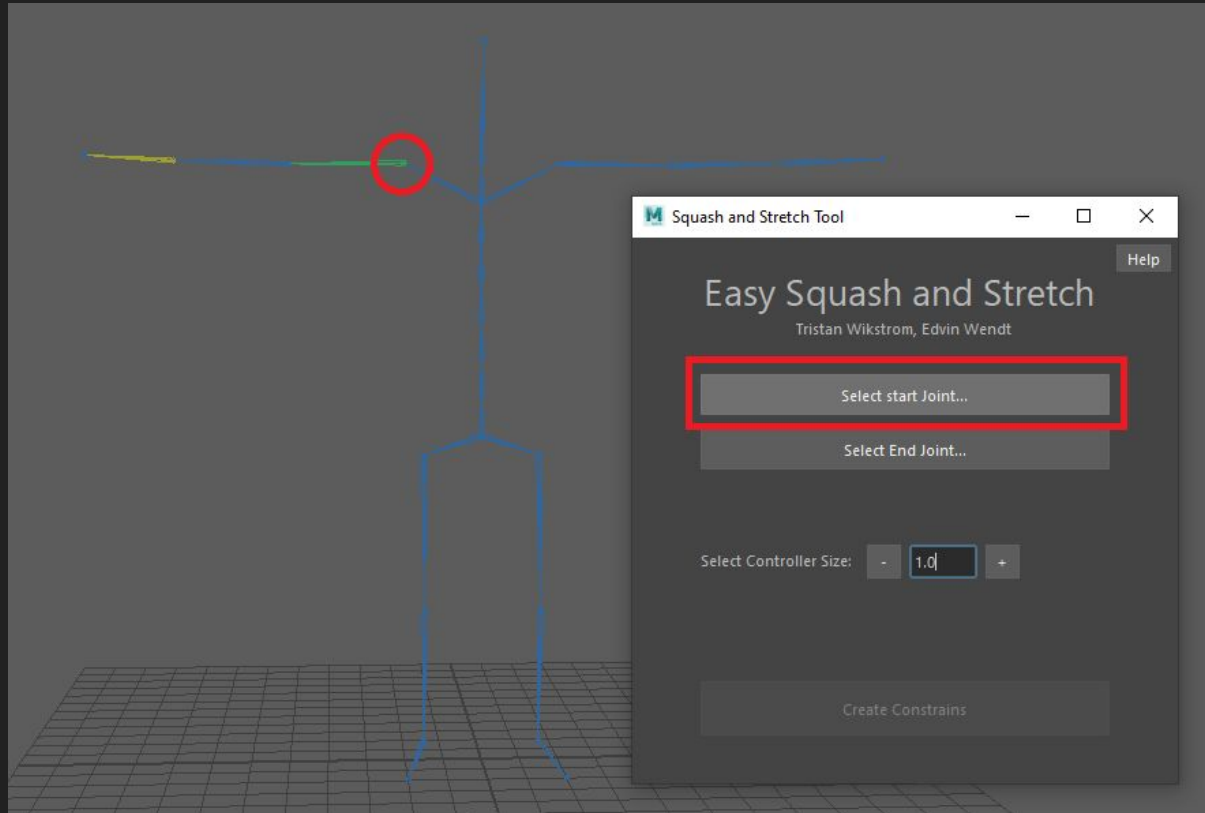 Squash and Stretch Tool
Help
Easy Squash and Stretch
Tristan Wikstrom, Edvin Wendt
Select start Joint...
Select End Joint...
Select Controller Size: - 1.0 +
Create Constrains